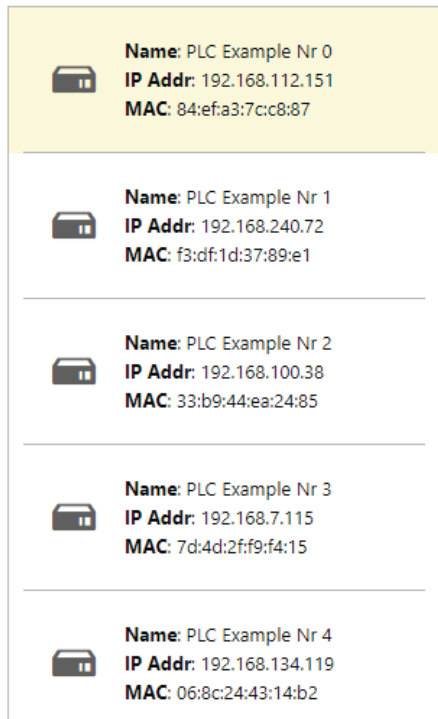 Name: PLC Example Nr 0
IP Addr: 192.168.112.151
MAC: 84:ef:a3:7c:c8:87
Name: PLC Example Nr 1
IP Addr: 192.168.240.72
MAC: f3:df:1d:37:89:e1
Name: PLC Example Nr 2
IP Addr: 192.168.100.38
MAC: 33:b9:44:ea:24:85
Name: PLC Example Nr 3
IP Addr: 192.168.7.115
MAC: 7d:4d:2f:f9:f4:15
Name: PLC Example Nr 4
IP Addr: 192.168.134.119
MAC: 06:8c:24:43:14:b2